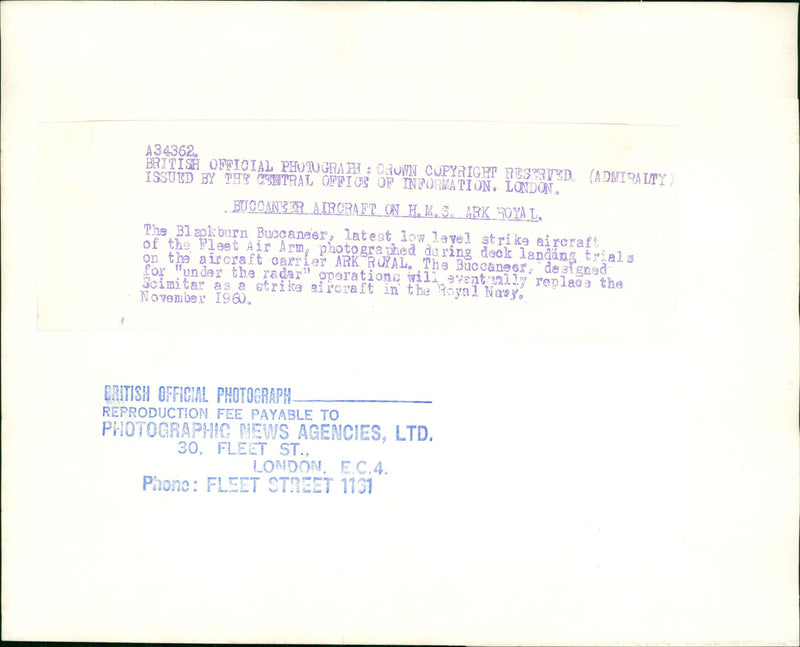 A34362.
BRITISH OFFICIAL PHOTOGRAPH : CROWN COPYRIGHT RESERVED. (ADMIRALTY)
ISSUED BY THE CENTRAL OFFICE OF INFORMATION. LONDON.
BUCCANEER AIRCRAFT ON H.M.S. ARK ROYAL.
The Blackburn Buccaneer, latest low level strike aircraft
of the Fleet Air Arm, photographed during deck landing trials
on the aircraft carrier ARK ROYAL. The Buccaneer, designed
for "under the radar" operations will eventually replace the
Scimitar as a strike aircraft in the Royal Navy.
November 1960.
BRITISH OFFICIAL PHOTOGRAPH
REPRODUCTION FEE PAYABLE TO
PHOTOGRAPHIC NEWS AGENCIES, LTD.
30, FLEET ST.,
LONDON, E.C.4.
Phone: FLEET STREET 1161